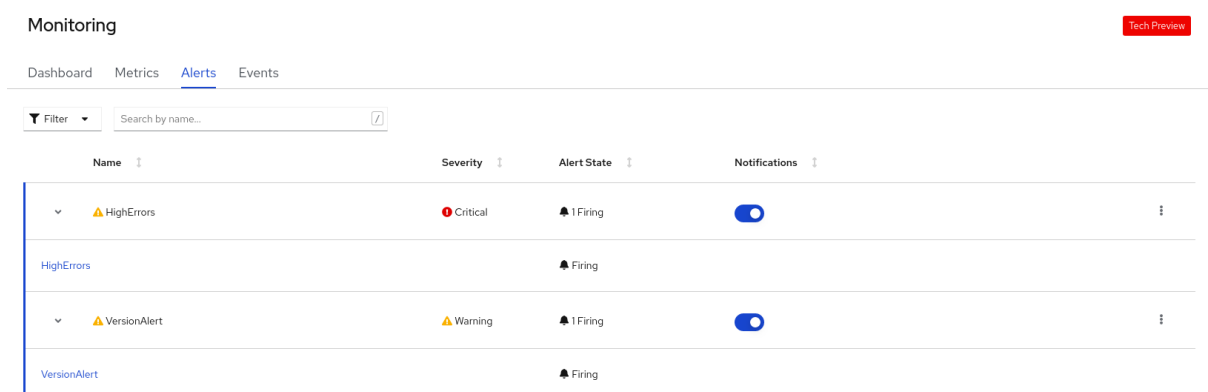 Monitoring
Tech Preview
Dashboard Metrics Alerts Events
Filter Search by name... /
Name Severity Alert State Notifications
HighErrors Critical 1 Firing
HighErrors Firing
VersionAlert Warning 1 Firing
VersionAlert Firing